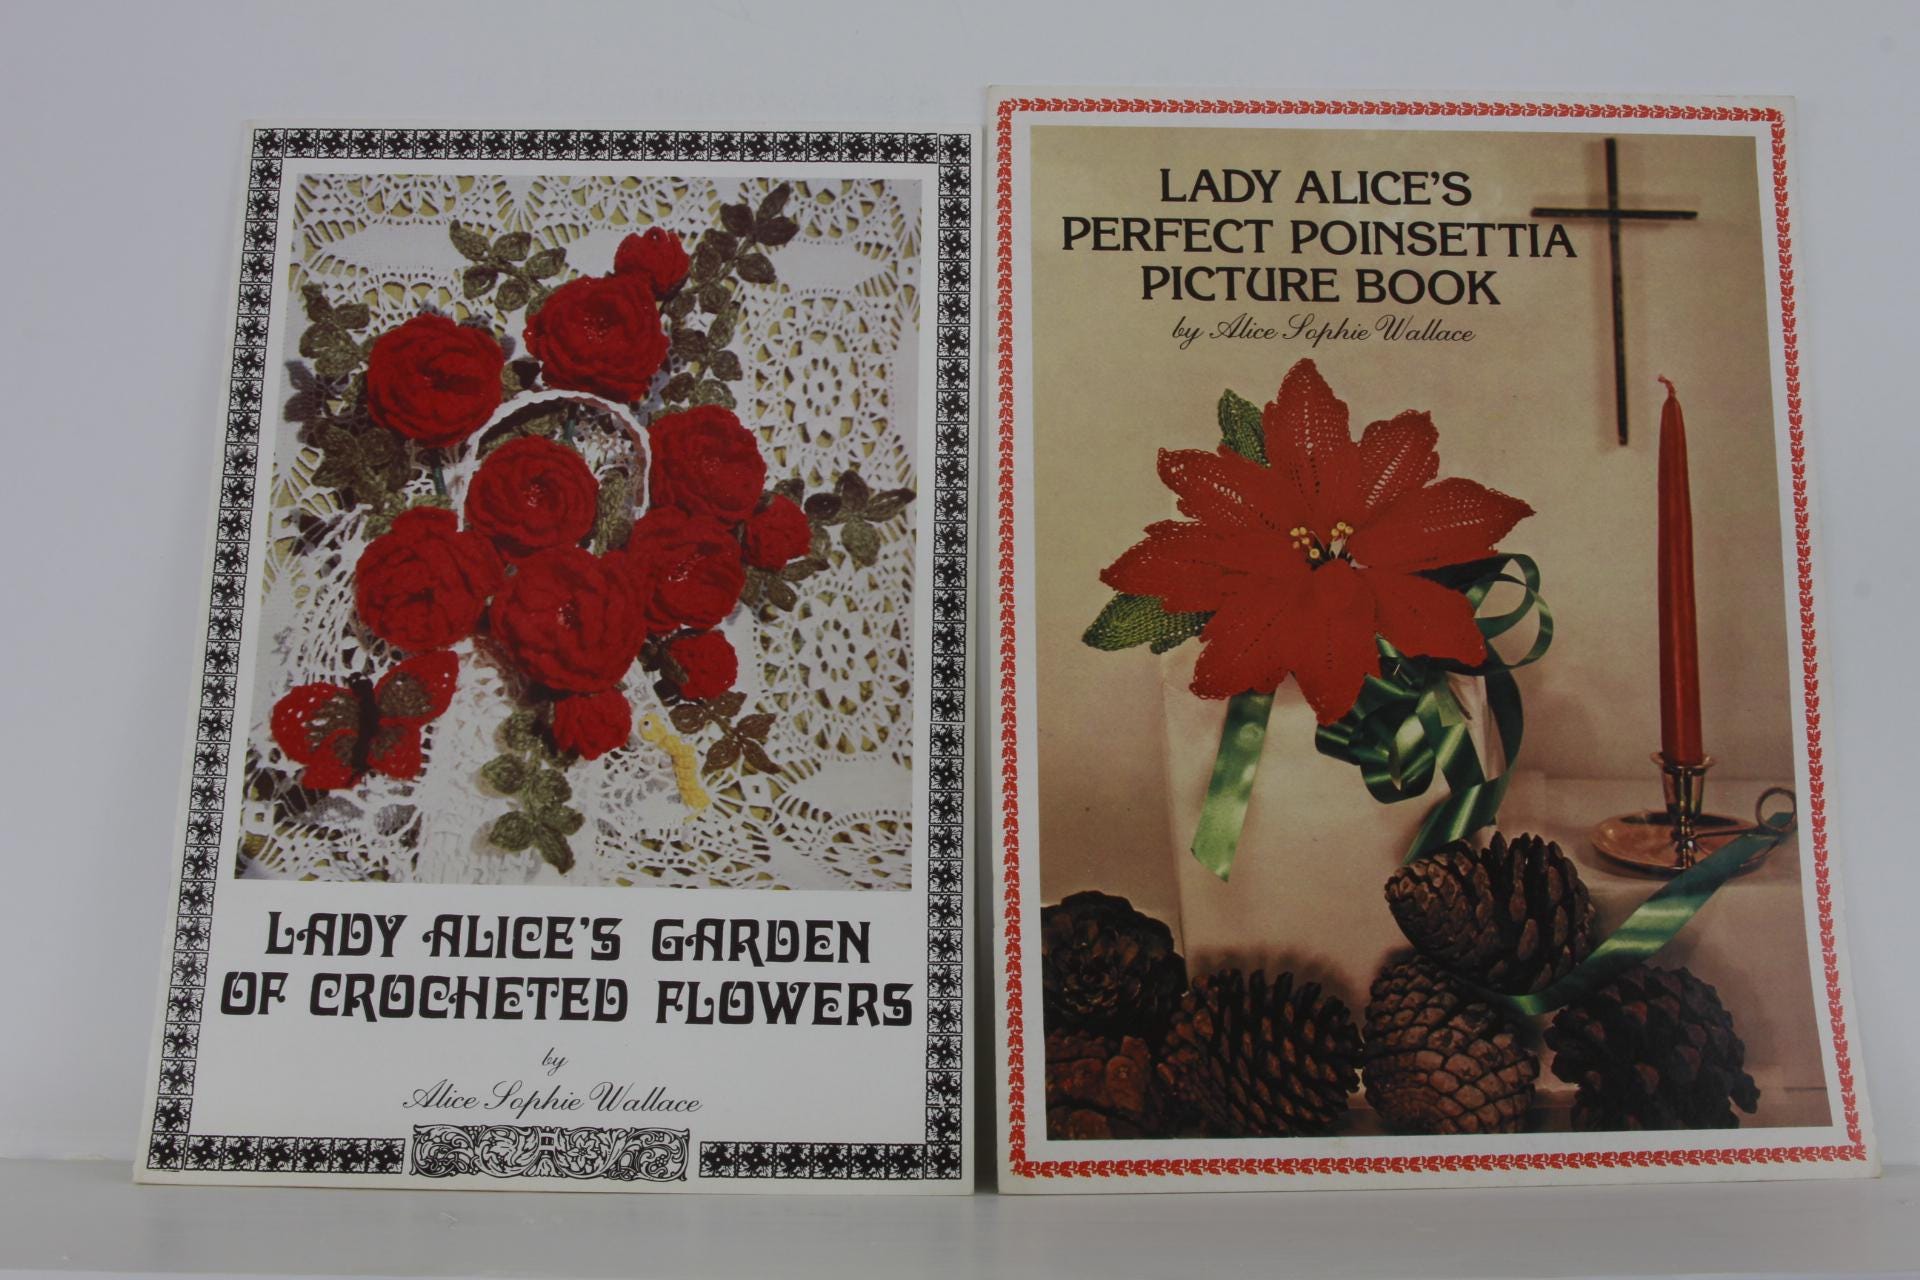 LADY ALICE'S GARDEN
OF CROCHETED FLOWERS
by
Alice Sophie Wallace
LADY ALICE'S
PERFECT POINSETTIA
PICTURE BOOK
by Alice Sophie Wallace